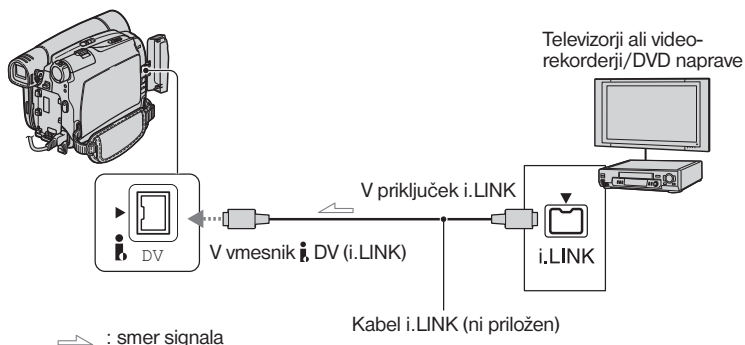 Televizorji ali video-
rekorderji/DVD naprave
V priključek i.LINK
DV
V vmesnik i DV (i.LINK)
i.LINK
Kabel i.LINK (ni priložen)
: smer signala